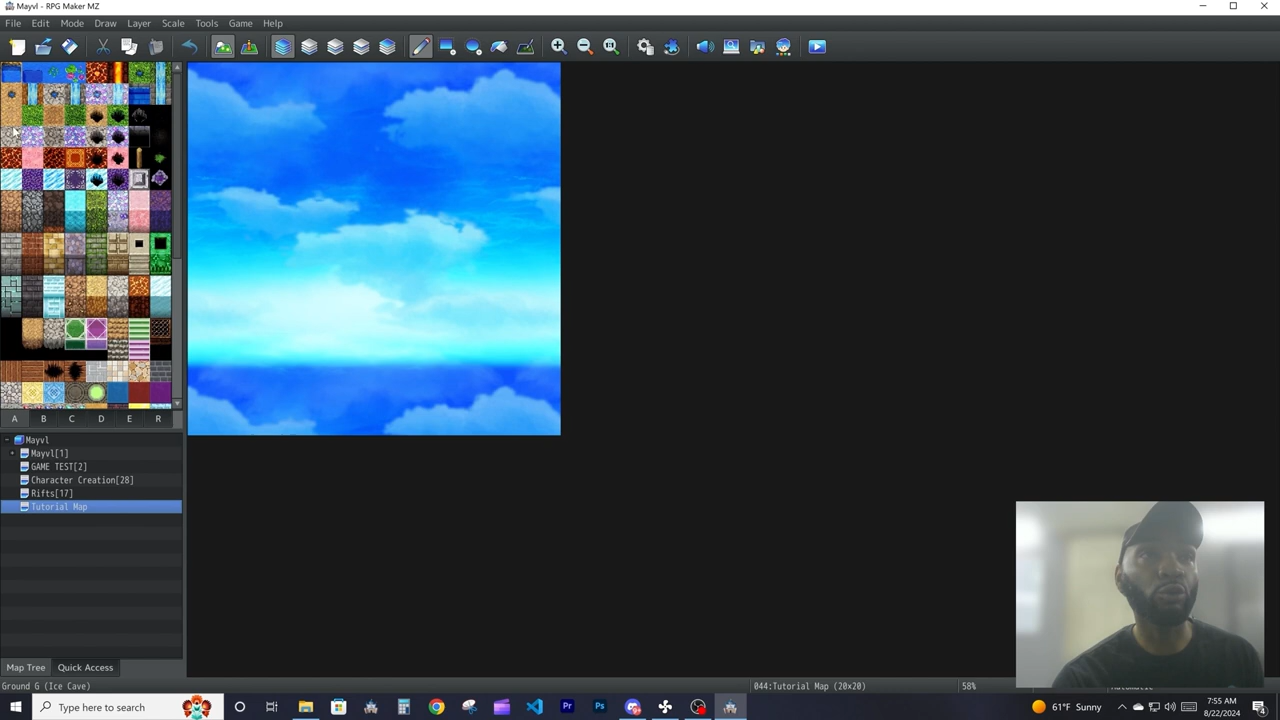 Mayvl - RPG Maker MZ
File Edit Mode Draw Layer Scale Tools Game Help
A B C D E R
Mayvl
Mayvl[1]
GAME TEST[2]
Character Creation[28]
Rifts[17]
Tutorial Map
Map Tree Quick Access
Ground G (Ice Cave) 044:Tutorial Map (20x20) 58%
Type here to search
61°F Sunny
7:55 AM
8/22/2024